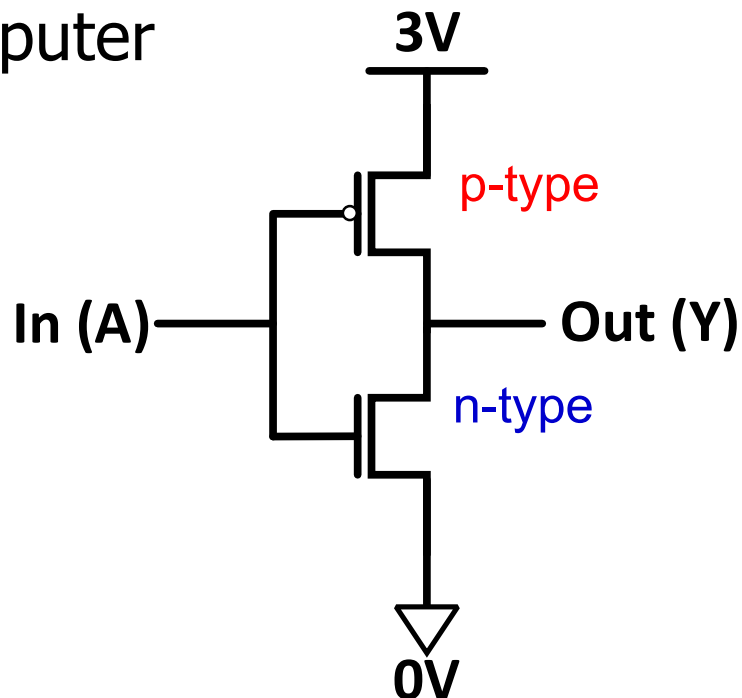 puter
3V
p-type
In (A)
Out (Y)
n-type
0V